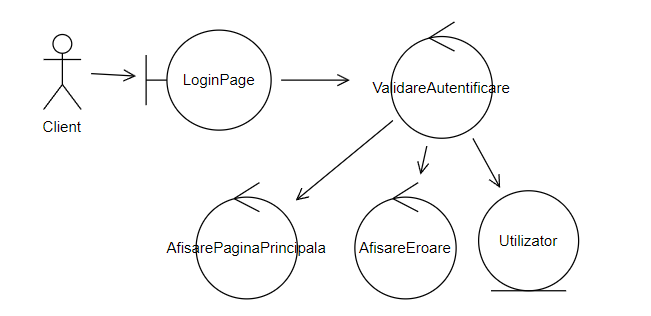 LoginPage
ValidareAutentificare
Client
AfisarePaginaPrincipala
AfisareEroare
Utilizator